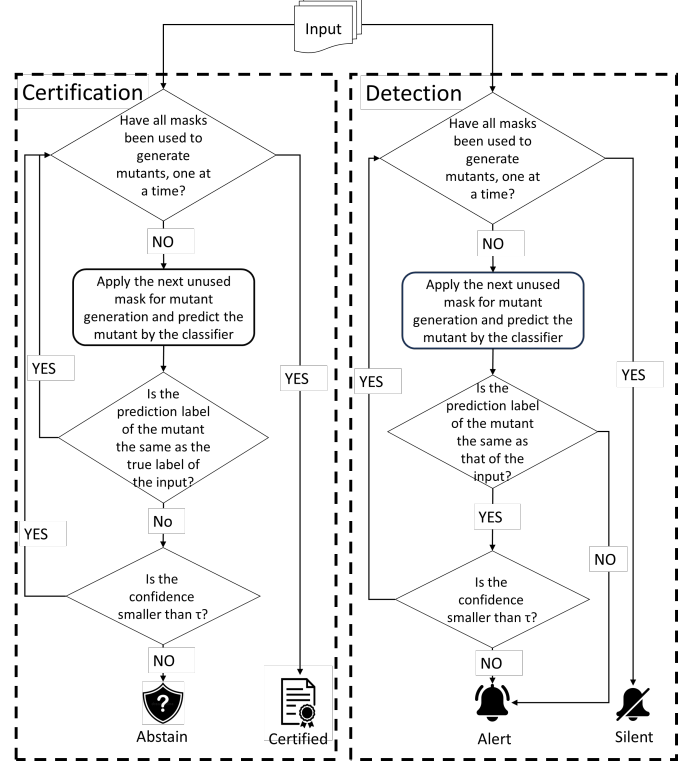 Input
Certification
Have all masks
been used to
generate
mutants, one at
a time?
NO
Apply the next unused
mask for mutant
generation and predict the
mutant by the classifier
YES
YES
Is the
prediction label
of the mutant
the same as the
true label of
the input?
No
YES
Is the
confidence
smaller than τ?
NO
?
Abstain
Certified
Detection
Have all masks
been used to
generate
mutants, one at
a time?
NO
Apply the next unused
mask for mutant
generation and predict the
mutant by the classifier
YES
YES
Is the
prediction label
of the mutant
the same as
that of the
input?
YES
NO
Is the
confidence
smaller than τ?
NO
Alert
Silent